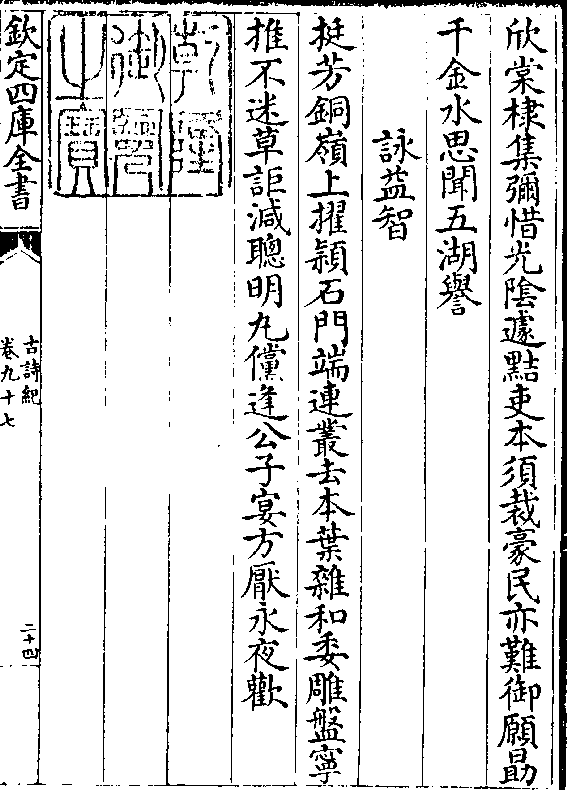 欣棠棣集彌惜光陰遽黠吏本須裁豪民亦難御願勗
千金水思聞五湖譽
詠益智
挺芳銅嶺上擢穎石門端連叢去本葉雜和委雕盤寧
推不迷草詎減聰明丸儻逢公子宴方厭永夜歡
乾隆御覽之寶
欽定四庫全書
古詩紀
卷九十七
二十四